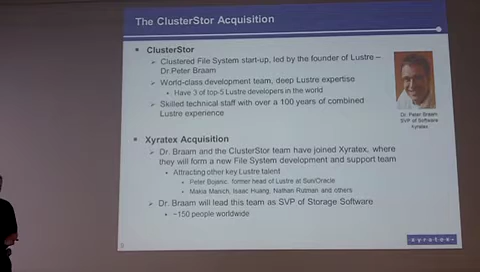 The ClusterStor Acquisition
ClusterStor
Clustered File System start-up, led by the founder of Lustre –
Dr.Peter Braam
World-class development team, deep Lustre expertise
Have 3 of top-5 Lustre developers in the world
Skilled technical staff with over a 100 years of combined
Lustre experience
Dr. Peter Braam
SVP of Software
Xyratex
Xyratex Acquisition
Dr. Braam and the ClusterStor team have joined Xyratex, where
they will form a new File System development and support team
Attracting other key Lustre talent
Peter Bojanic, former head of Lustre at Sun/Oracle
Isaac Huang, Nathan Rutman and others
Dr. Braam will lead this team as SVP of Storage Software
~150 people worldwide
xyratex